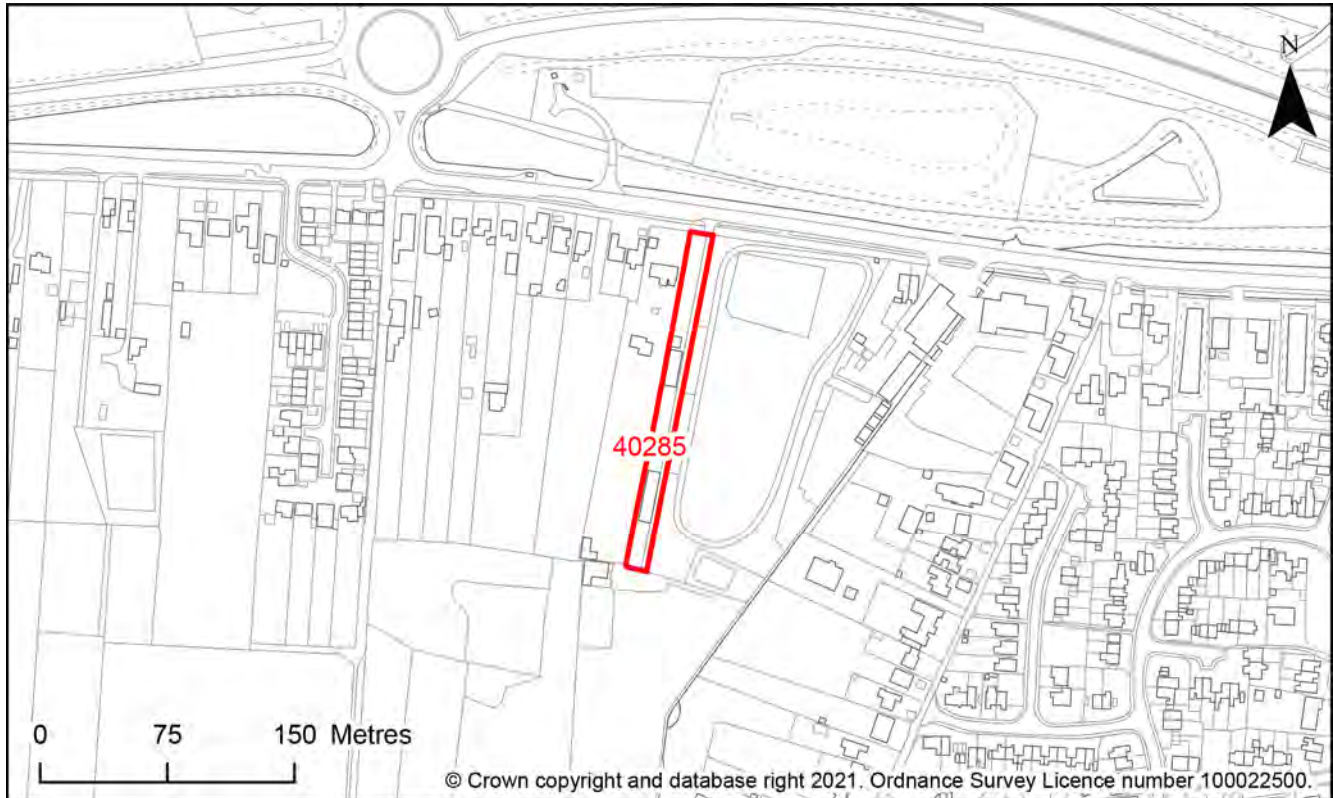 N
40285
0 75 150 Metres
© Crown copyright and database right 2021. Ordnance Survey Licence number 100022500.